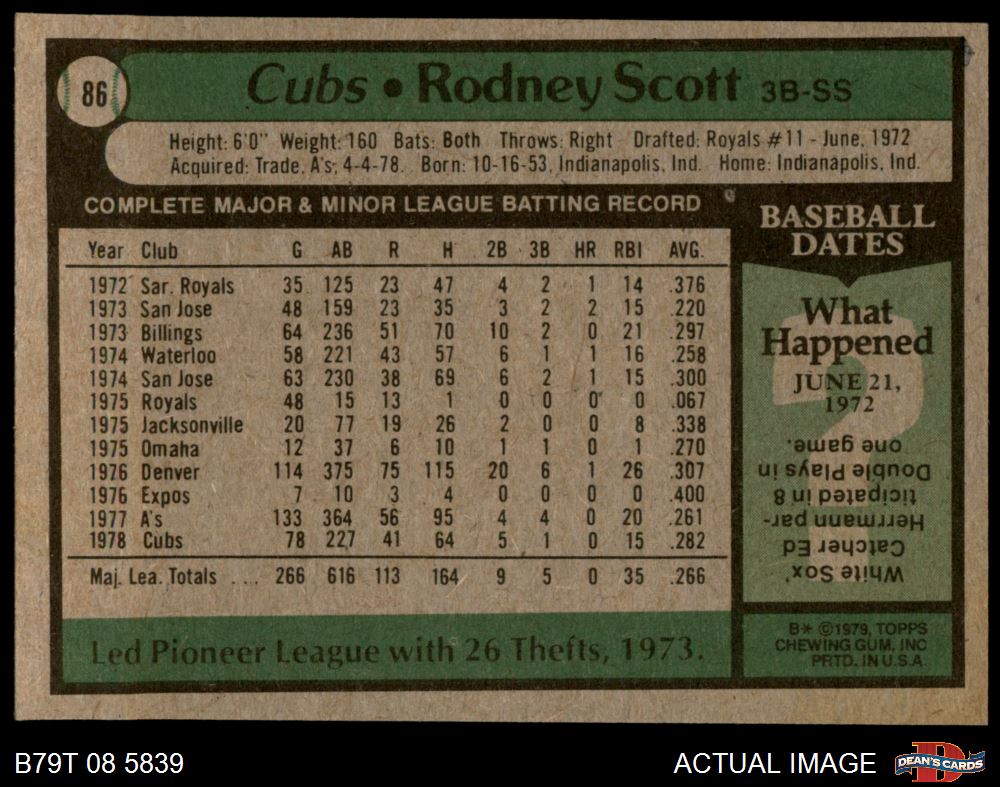 86
Cubs • Rodney Scott 3B-SS
Height: 6'0" Weight: 160 Bats: Both Throws: Right Drafted: Royals #11 - June, 1972
Acquired: Trade, A's, 4-4-78. Born: 10-16-53, Indianapolis, Ind. Home: Indianapolis, Ind.
COMPLETE MAJOR & MINOR LEAGUE BATTING RECORD
Year Club G AB R H 2B 3B HR RBI AVG.
1972 Sar. Royals 35 125 23 47 4 2 1 14 .376
1973 San Jose 48 159 23 35 3 2 2 15 .220
1973 Billings 64 236 51 70 10 2 0 21 .297
1974 Waterloo 58 221 43 57 6 1 1 16 .258
1974 San Jose 63 230 38 69 6 2 1 15 .300
1975 Royals 48 15 13 1 0 0 0 0 .067
1975 Jacksonville 20 77 19 26 2 0 0 8 .338
1975 Omaha 12 37 6 10 1 1 0 1 .270
1976 Denver 114 375 75 115 20 6 1 26 .307
1976 Expos 7 10 3 4 0 0 0 0 .400
1977 A's 133 364 56 95 4 4 0 20 .261
1978 Cubs 78 227 41 64 5 1 0 15 .282
Maj. Lea. Totals ... 266 616 113 164 9 5 0 35 .266
Led Pioneer League with 26 Thefts, 1973.
BASEBALL
DATES
What
Happened
JUNE 21,
1972
White Sox'
Catcher Ed
Herrmann par-
ticipated in 8
Double Plays in
one game.
B* ©1979, TOPPS
CHEWING GUM, INC
PRTD. IN U.S.A.
B79T 08 5839
ACTUAL IMAGE
DEAN'S CARDS